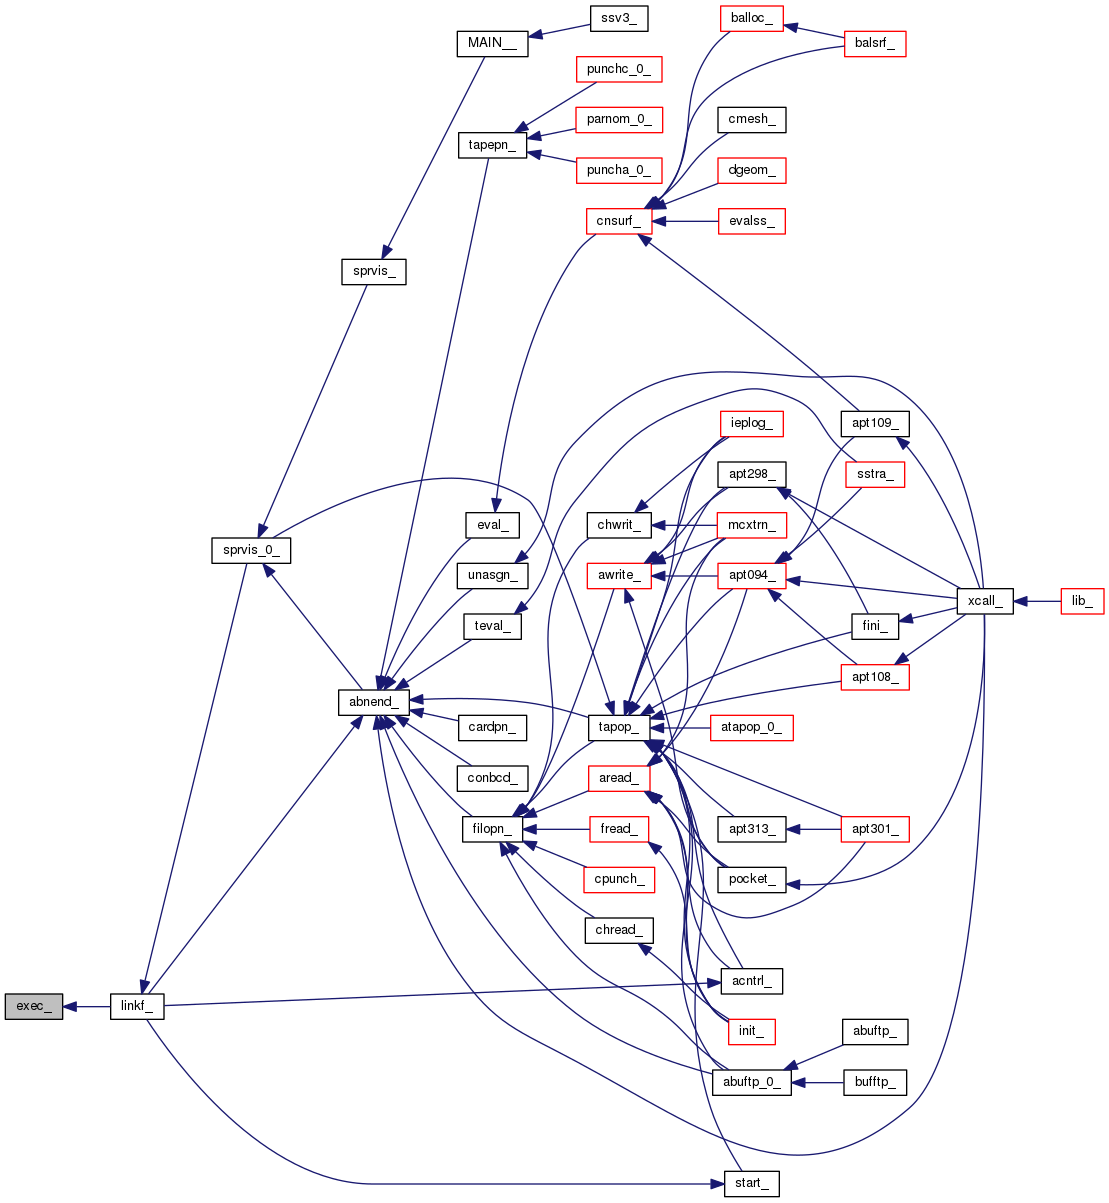 ssv3_
balloc_
MAIN__
balsrf_
punchc_0_
parnom_0_
cmesh_
tapepn_
puncha_0_
dgeom_
cnsurf_
evalss_
sprvis_
ieplog_
apt109_
apt298_
sstra_
eval_
chwrit_
mcxtrn_
sprvis_0_
unasgn_
awrite_
apt094_
xcall_
lib_
teval_
fini_
apt108_
abnend_
cardpn_
tapop_
atapop_0_
conbcd_
aread_
filopn_
fread_
apt313_
apt301_
cpunch_
pocket_
chread_
acntrl_
exec_
linkf_
init_
abuftp_
abuftp_0_
bufftp_
start_